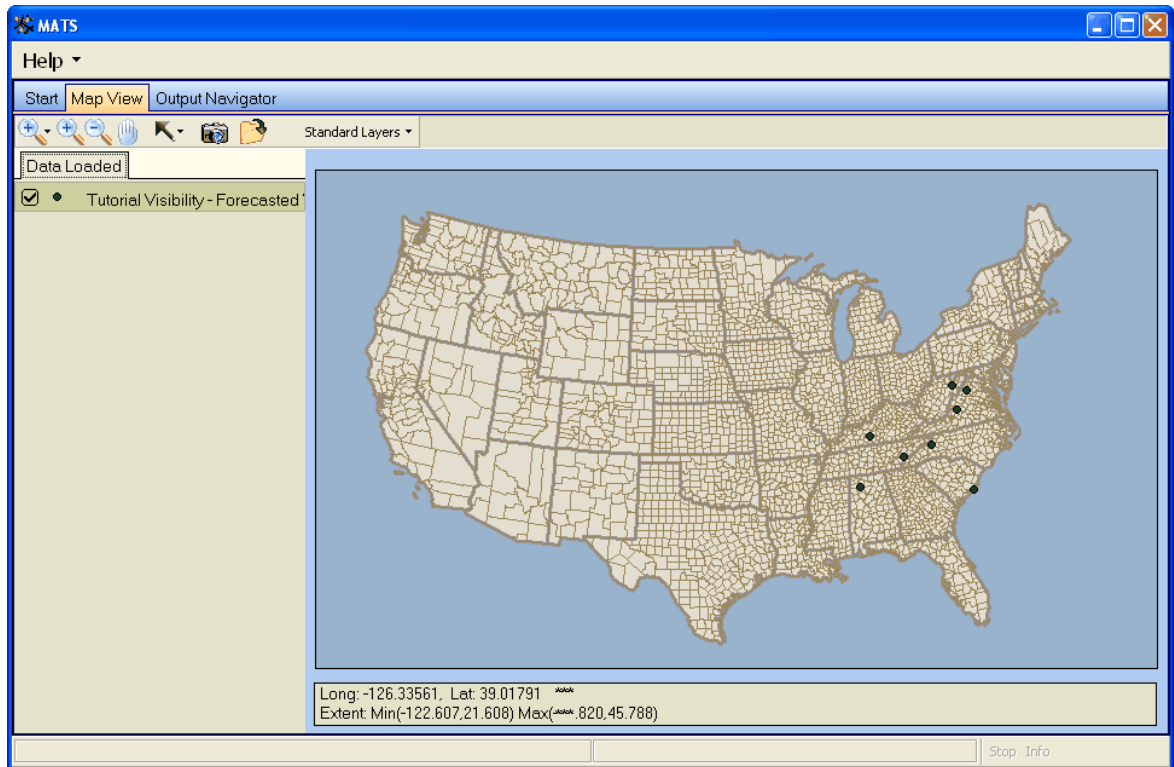 MATS
Help
Start Map View Output Navigator
Standard Layers
Data Loaded
Tutorial Visibility - Forecasted
Long: -126.33561, Lat: 39.01791 ***
Extent: Min(-122.607,21.608) Max(-***.820,45.788)
Stop Info